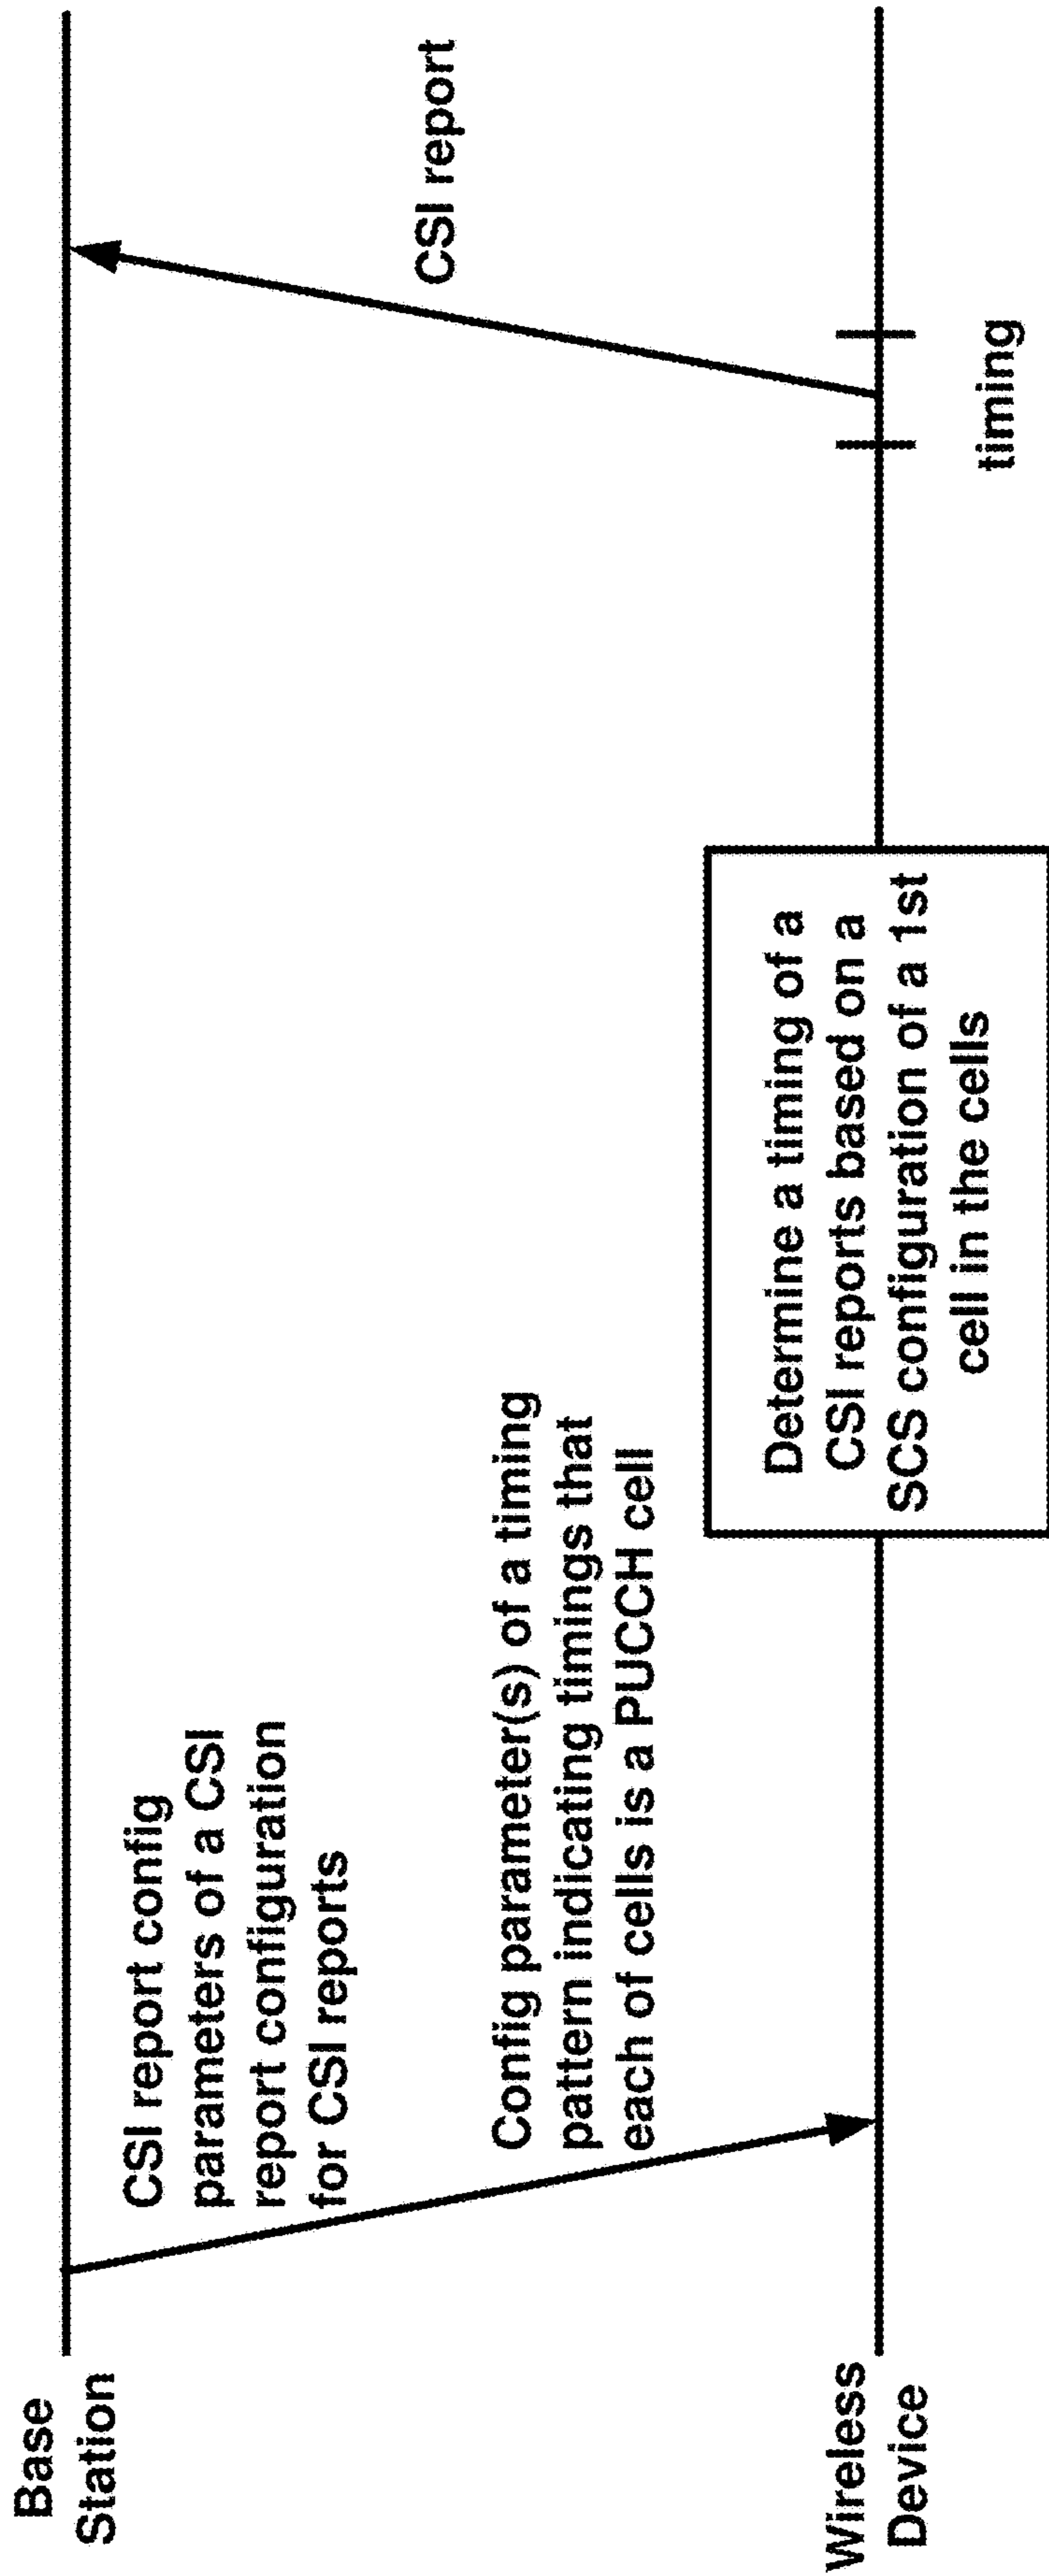 Base
Station
CSI report config
parameters of a CSI
report configuration
for CSI reports
Config parameter(s) of a timing
pattern indicating timings that
each of cells is a PUCCH cell
CSI report
Wireless
Device
Determine a timing of a
CSI reports based on a
SCS configuration of a 1st
cell in the cells
timing